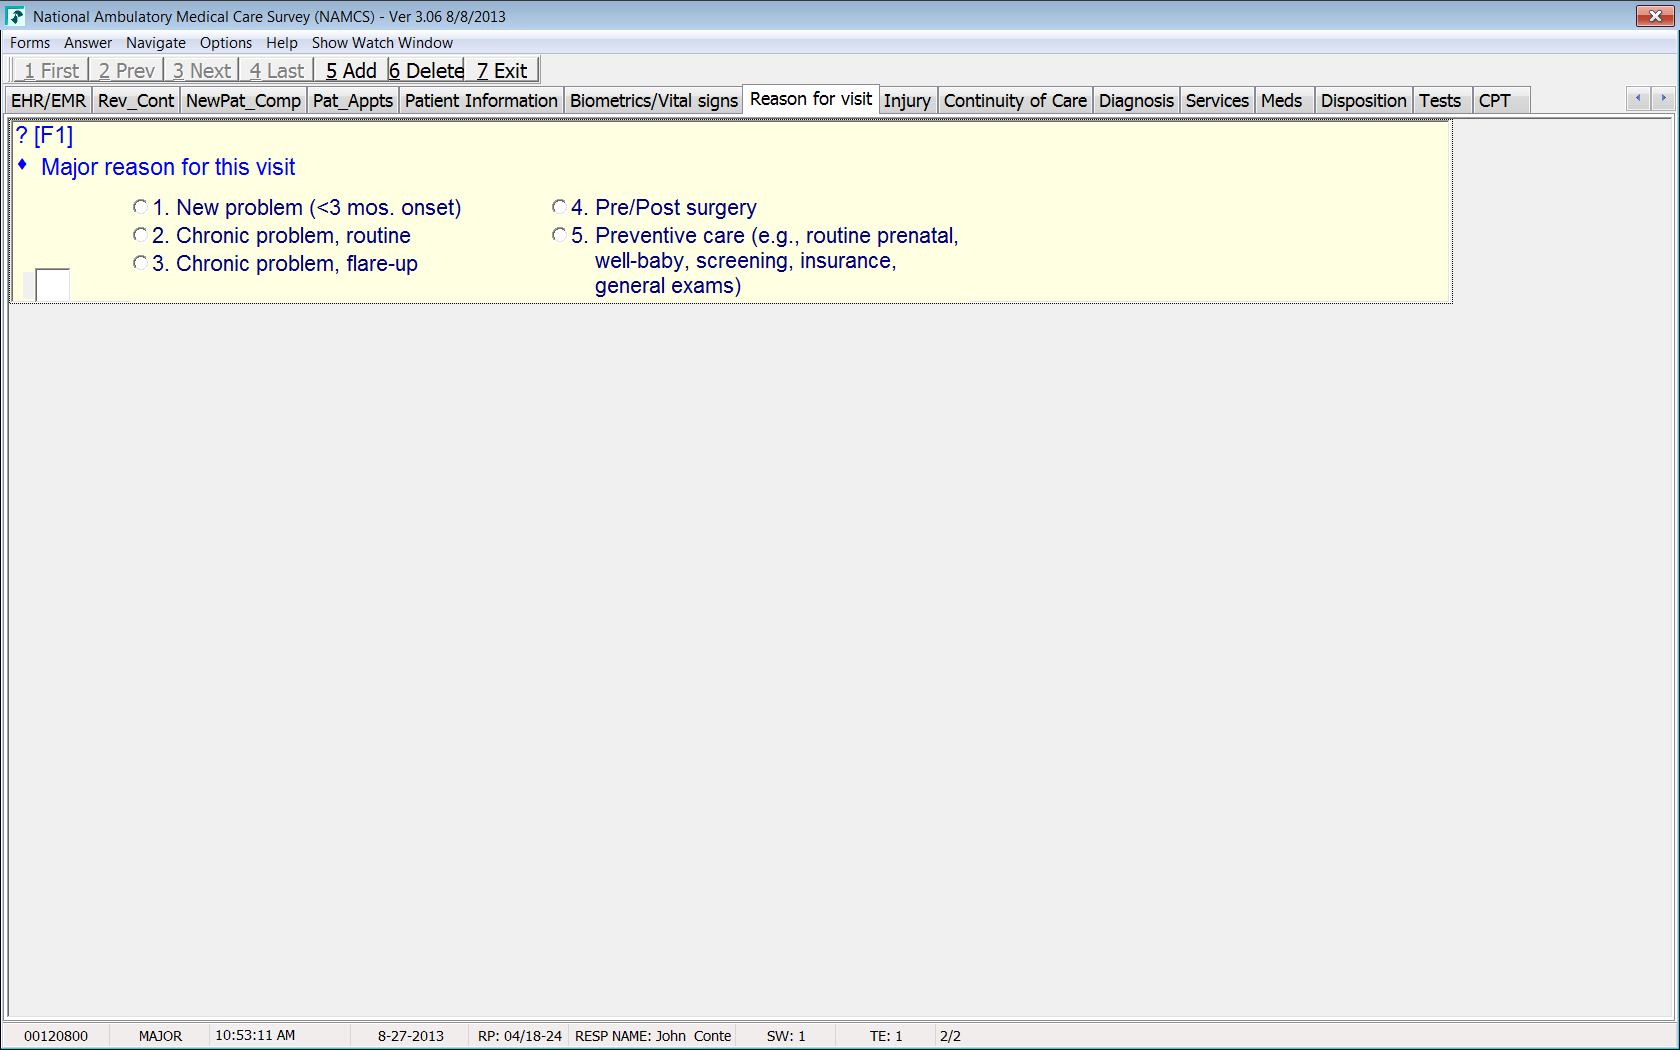 National Ambulatory Medical Care Survey (NAMCS) - Ver 3.06 8/8/2013
Forms Answer Navigate Options Help Show Watch Window
1 First 2 Prev 3 Next 4 Last 5 Add 6 Delete 7 Exit
EHR/EMR Rev_Cont NewPat_Comp Pat_Appts Patient Information Biometrics/Vital signs Reason for visit Injury Continuity of Care Diagnosis Services Meds Disposition Tests CPT
? [F1]
♦ Major reason for this visit
1. New problem (<3 mos. onset)
2. Chronic problem, routine
3. Chronic problem, flare-up
4. Pre/Post surgery
5. Preventive care (e.g., routine prenatal,
well-baby, screening, insurance,
general exams)
00120800 MAJOR 10:53:11 AM 8-27-2013 RP: 04/18-24 RESP NAME: John Conte SW: 1 TE: 1 2/2